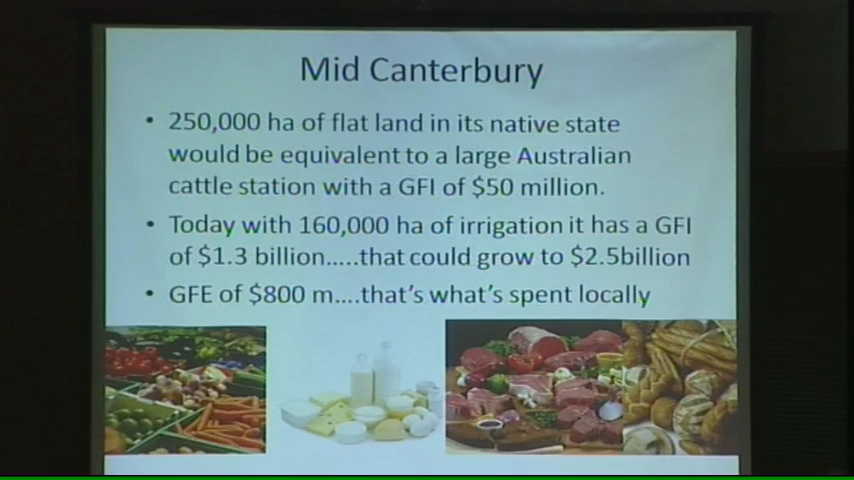 Mid Canterbury
• 250,000 ha of flat land in its native state
would be equivalent to a large Australian
cattle station with a GFI of $50 million.
• Today with 160,000 ha of irrigation it has a GFI
of $1.3 billion.....that could grow to $2.5billion
• GFE of $800 m....that's what's spent locally